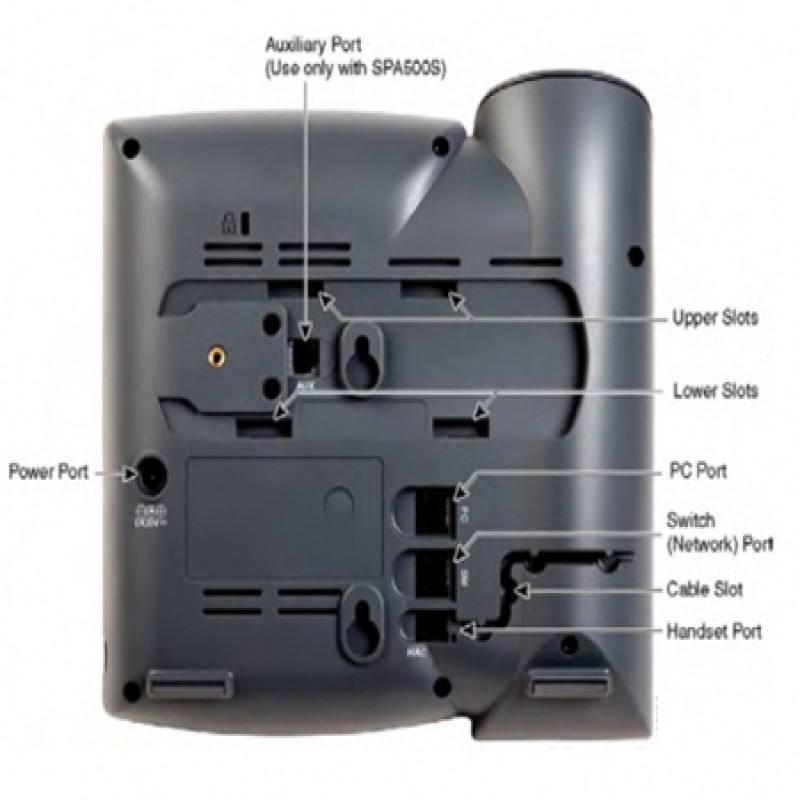 Auxiliary Port
(Use only with SPA500S)
Upper Slots
AUX
Lower Slots
Power Port
PC Port
PC
Switch
(Network) Port
SW
Cable Slot
Handset Port